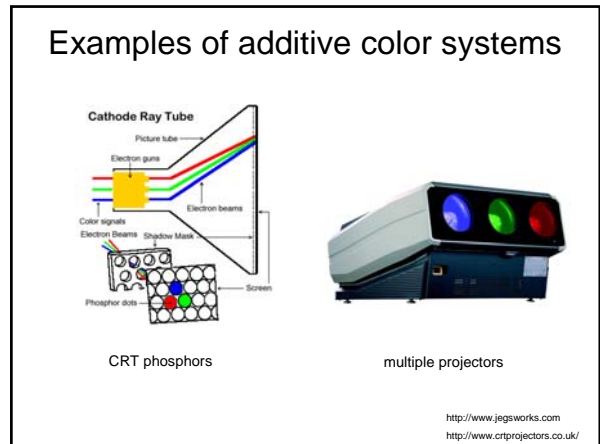 Examples of additive color systems
Cathode Ray Tube
Picture tube
Electron guns
Color signals
Electron beams
Electron Beams
Shadow Mask
Screen
Phosphor dots
CRT phosphors
multiple projectors
http://www.jegsworks.com
http://www.crtprojectors.co.uk/